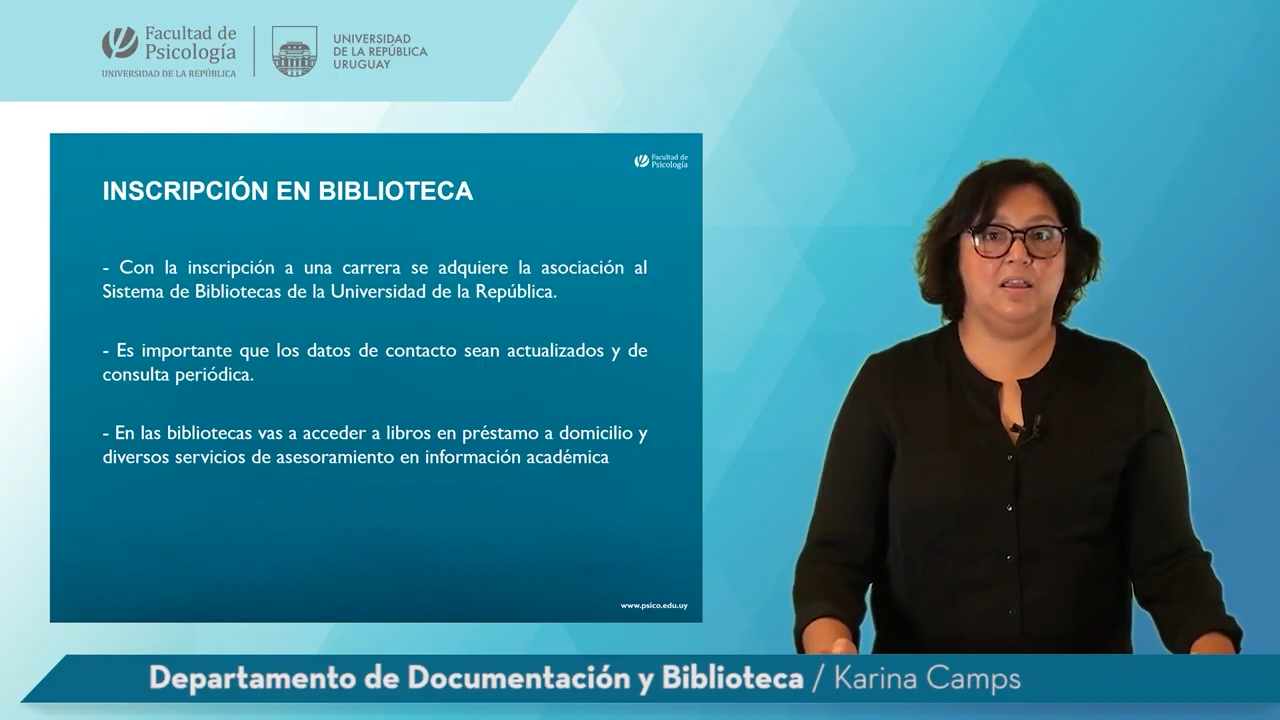 Facultad de
Psicología
UNIVERSIDAD DE LA REPÚBLICA
UNIVERSIDAD
DE LA REPÚBLICA
URUGUAY
Facultad de
Psicología
INSCRIPCIÓN EN BIBLIOTECA
- Con la inscripción a una carrera se adquiere la asociación al
Sistema de Bibliotecas de la Universidad de la República.
- Es importante que los datos de contacto sean actualizados y de
consulta periódica.
- En las bibliotecas vas a acceder a libros en préstamo a domicilio y
diversos servicios de asesoramiento en información académica
www.psico.edu.uy
Departamento de Documentación y Biblioteca / Karina Camps